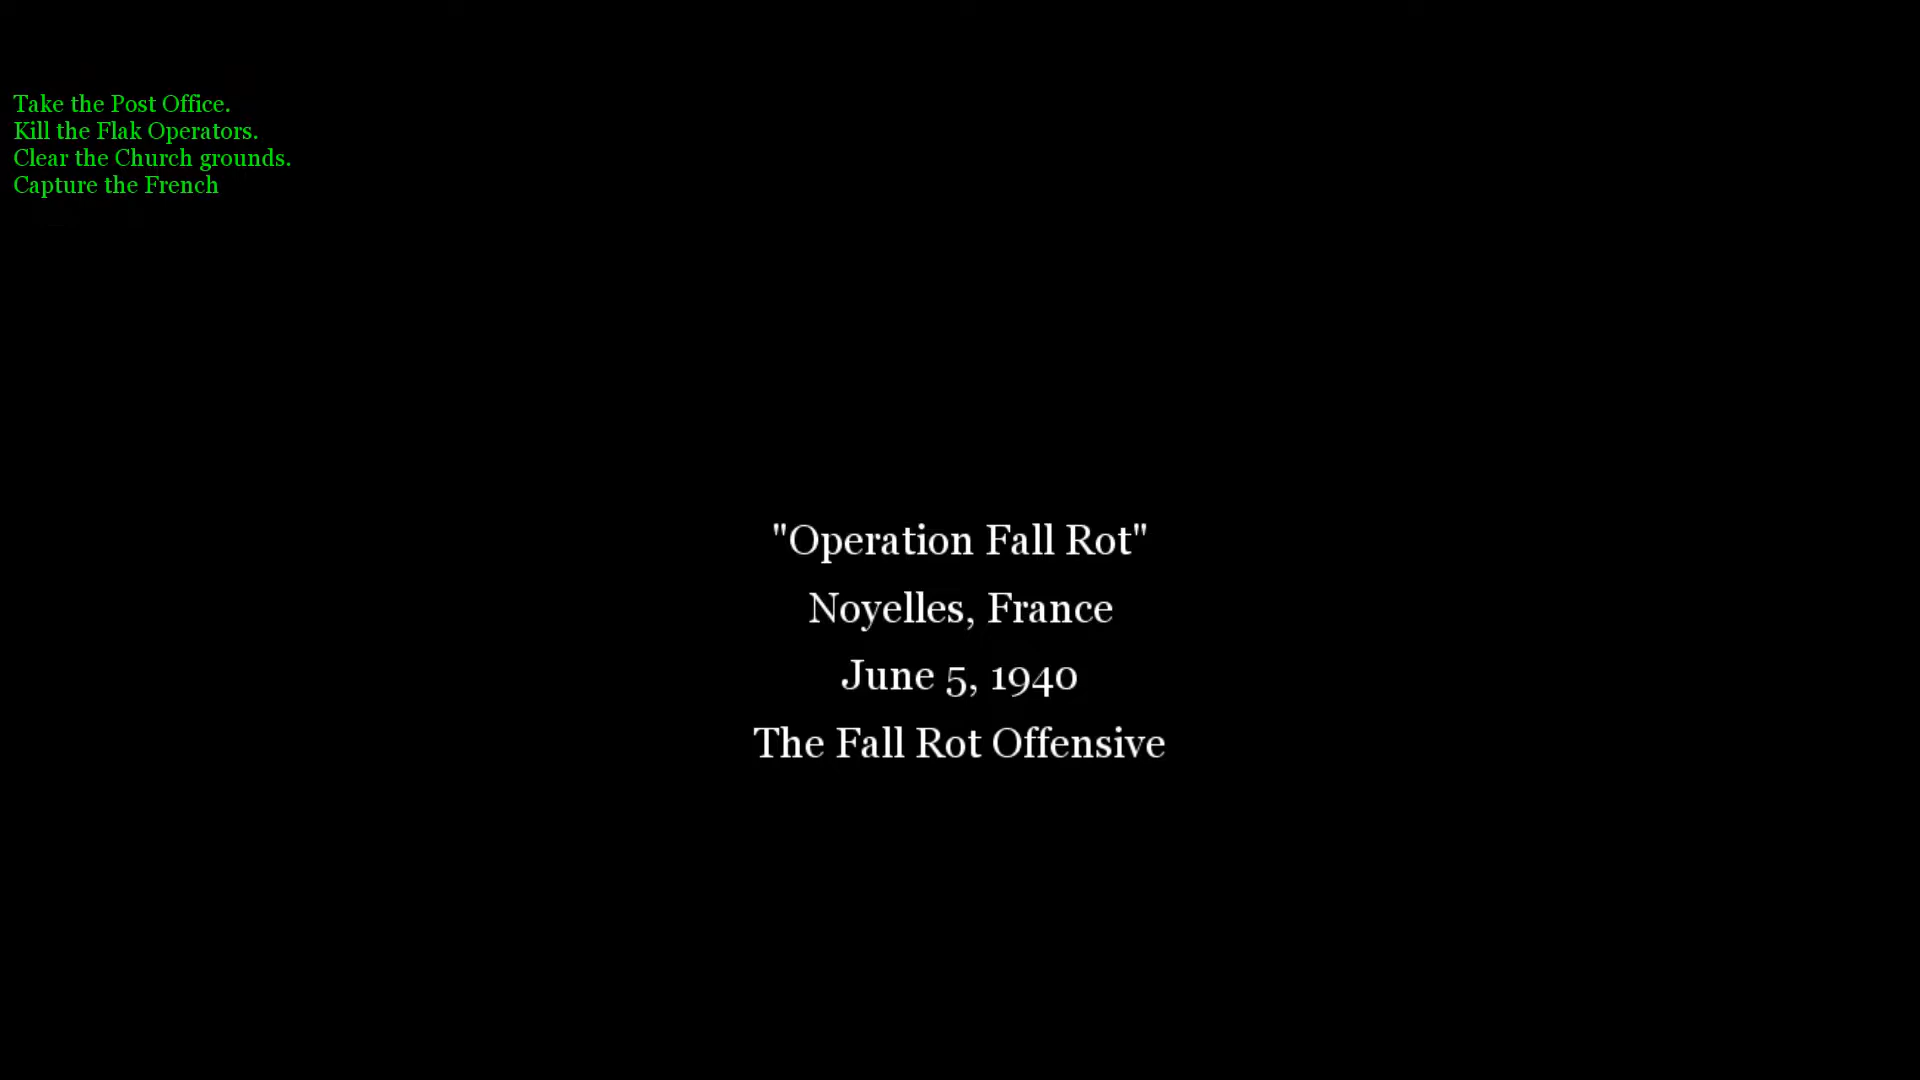 Take the Post Office.
Kill the Flak Operators.
Clear the Church grounds.
Capture the French
"Operation Fall Rot"
Noyelles, France
June 5, 1940
The Fall Rot Offensive